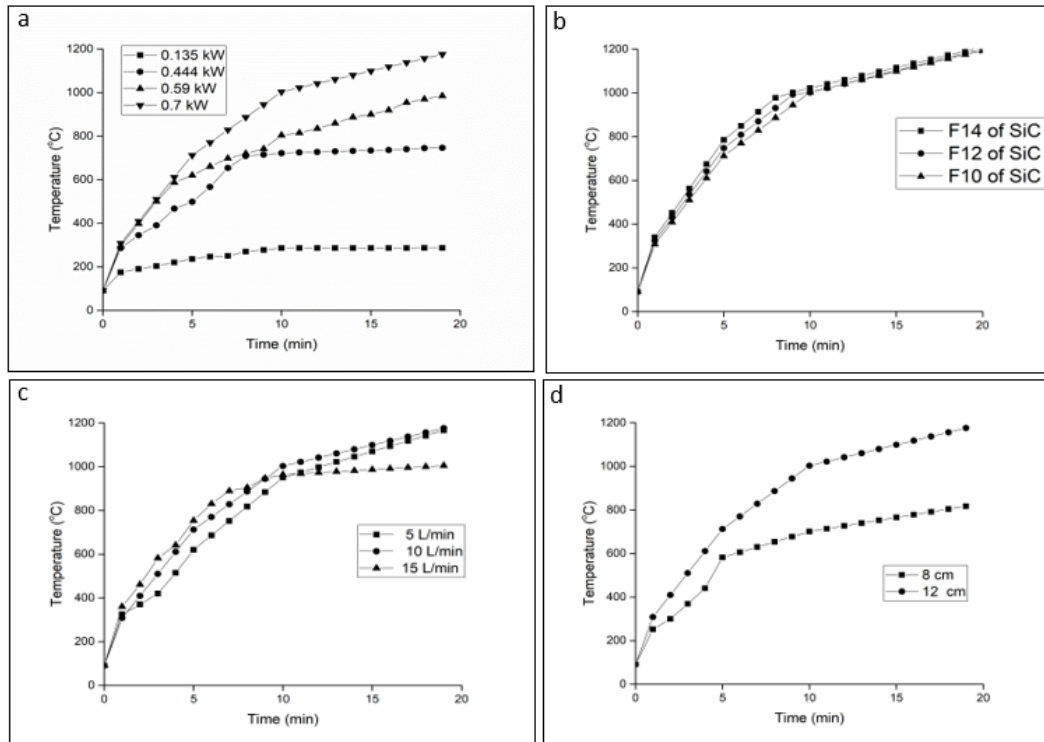 a
0.135 kW
0.444 kW
0.59 kW
0.7 kW
Temperature (°C)
1200
1000
800
600
400
200
0
0 5 10 15 20
Time (min)
b
F14 of SiC
F12 of SiC
F10 of SiC
Temperature (°C)
1200
1000
800
600
400
200
0
0 5 10 15 20
Time (min)
c
5 L/min
10 L/min
15 L/min
Temperature (°C)
1200
1000
800
600
400
200
0
0 5 10 15 20
Time (min)
d
8 cm
12 cm
Temperature (°C)
1200
1000
800
600
400
200
0
0 5 10 15 20
Time (min)